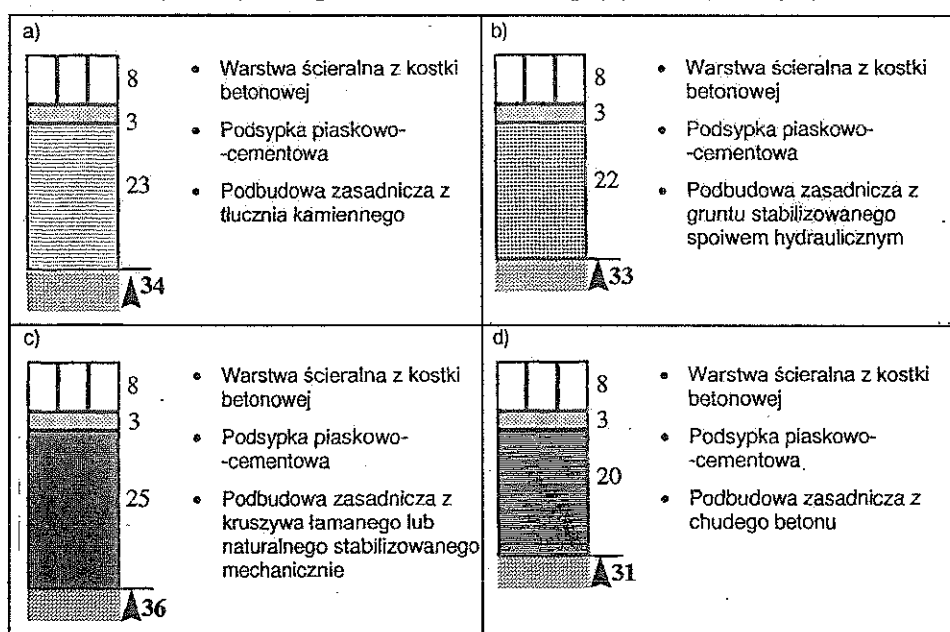 a)
8
3
23
34
• Warstwa ścieralna z kostki
betonowej
• Podsypka piaskowo-
-cementowa
• Podbudowa zasadnicza z
tłucznia kamiennego
b)
8
3
22
33
• Warstwa ścieralna z kostki
betonowej
• Podsypka piaskowo-
-cementowa
• Podbudowa zasadnicza z
gruntu stabilizowanego
spoiwem hydraulicznym
c)
8
3
25
36
• Warstwa ścieralna z kostki
betonowej
• Podsypka piaskowo-
-cementowa
• Podbudowa zasadnicza z
kruszywa łamanego lub
naturalnego stabilizowanego
mechanicznie
d)
8
3
20
31
• Warstwa ścieralna z kostki
betonowej
• Podsypka piaskowo-
-cementowa
• Podbudowa zasadnicza z
chudego betonu